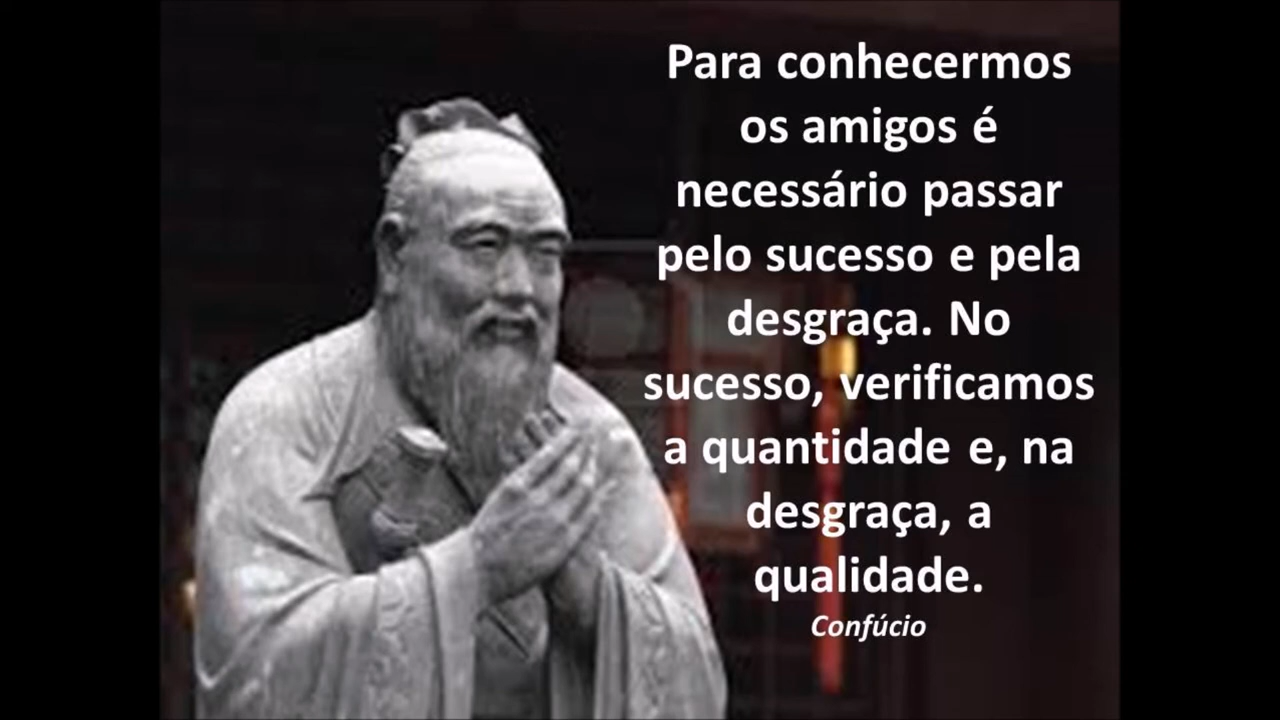 Para conhecermos
os amigos é
necessário passar
pelo sucesso e pela
desgraça. No
sucesso, verificamos
a quantidade e, na
desgraça, a
qualidade.
Confúcio